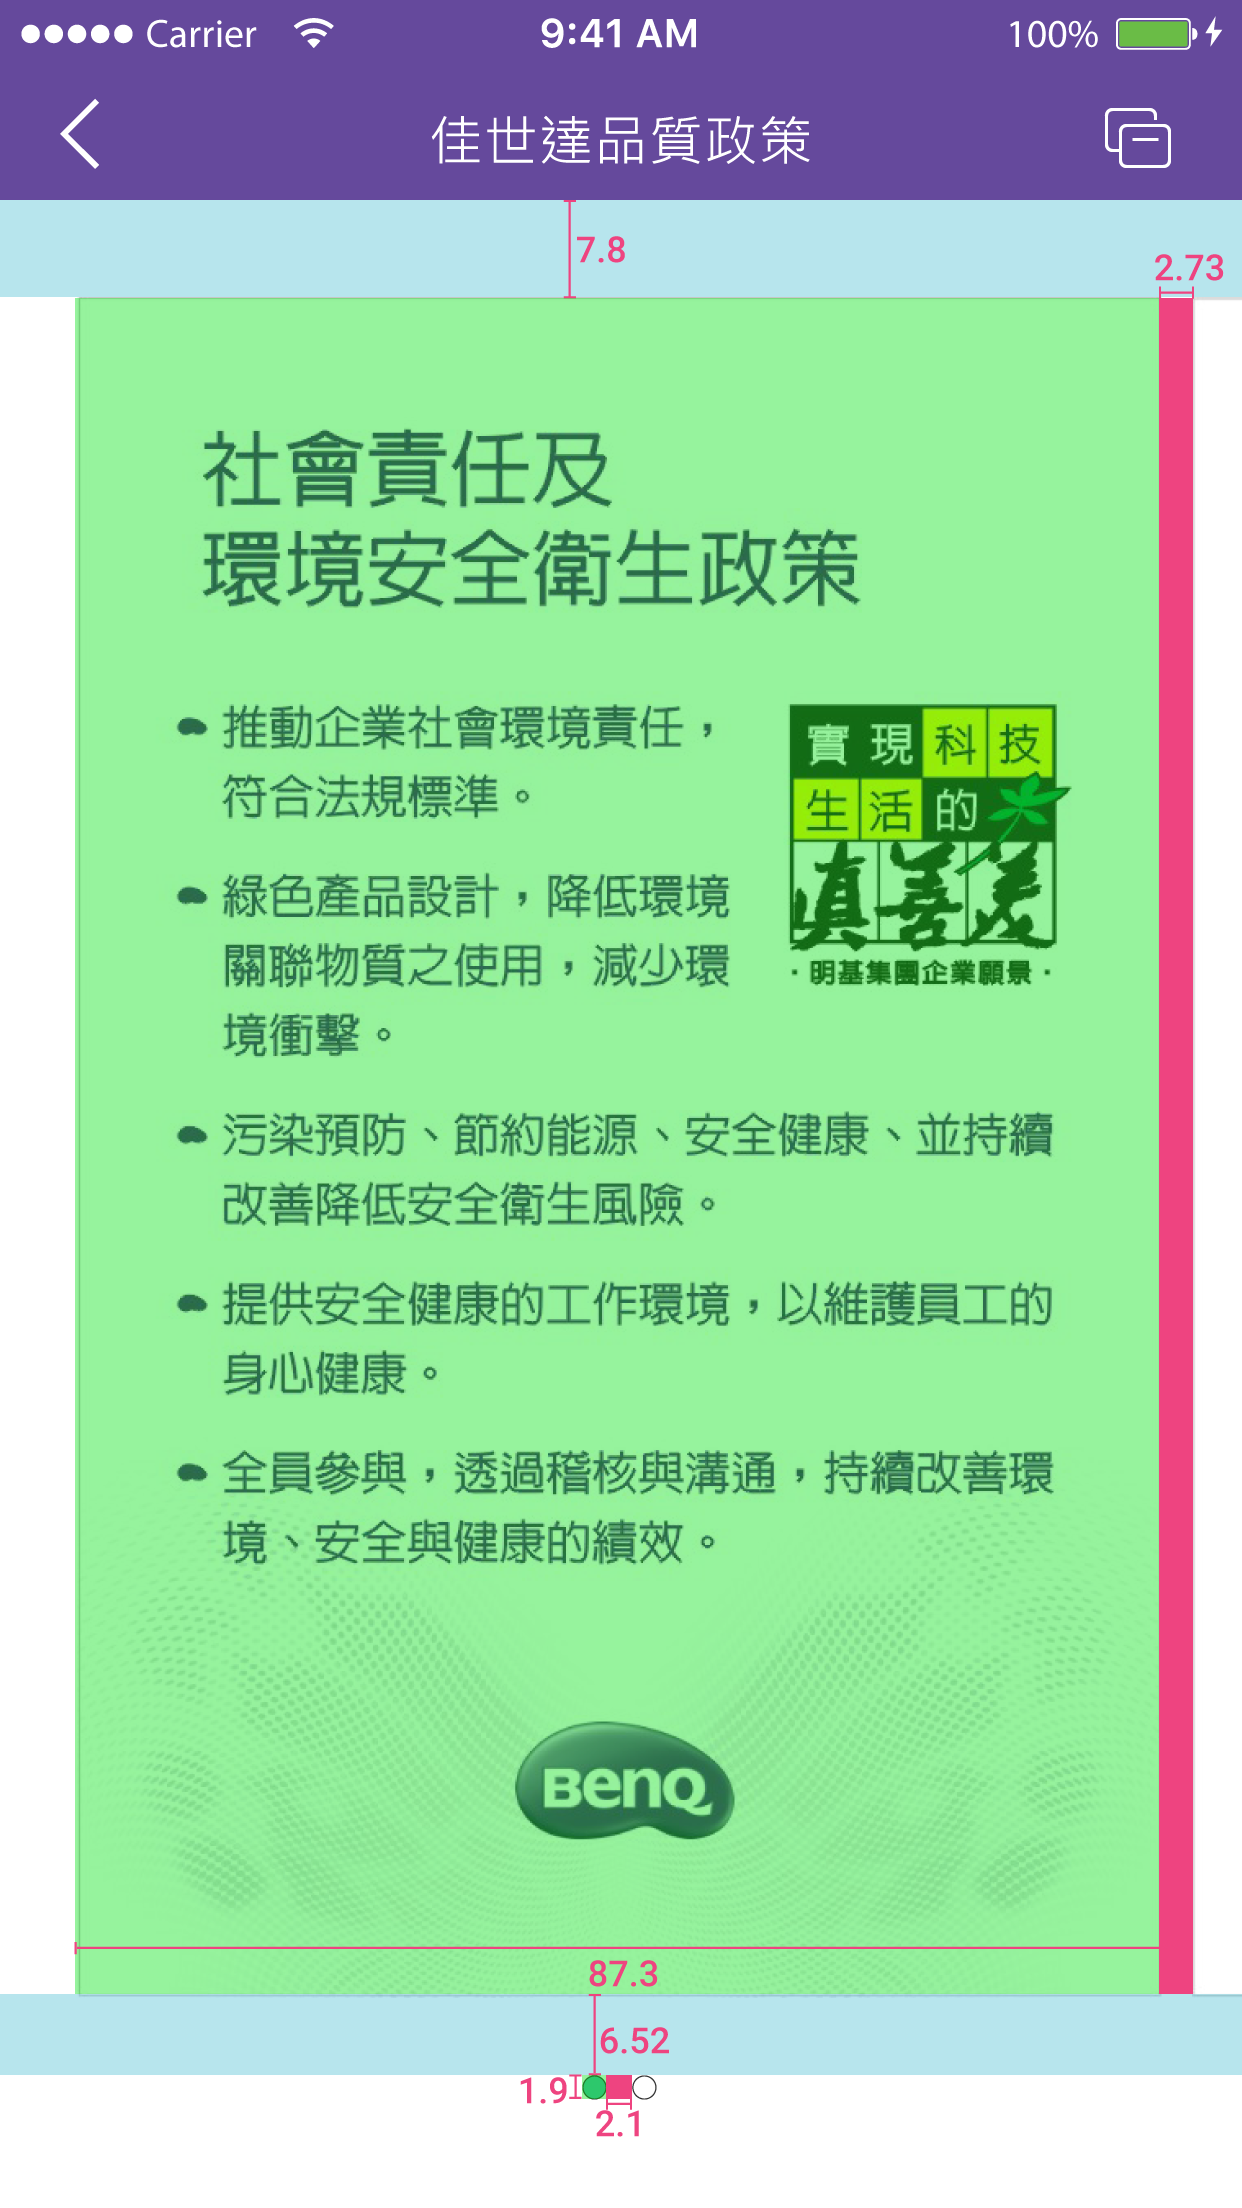 Carrier
9:41 AM
100%
佳世達品質政策
7.8
2.73
社會責任及
環境安全衛生政策
推動企業社會環境責任，
符合法規標準。
實現科技
生活的
真善美
·明基集團企業願景·
綠色產品設計，降低環境
關聯物質之使用，減少環
境衝擊。
污染預防、節約能源、安全健康、並持續
改善降低安全衛生風險。
提供安全健康的工作環境，以維護員工的
身心健康。
全員參與，透過稽核與溝通，持續改善環
境、安全與健康的績效。
BenQ
87.3
6.52
1.9
2.1